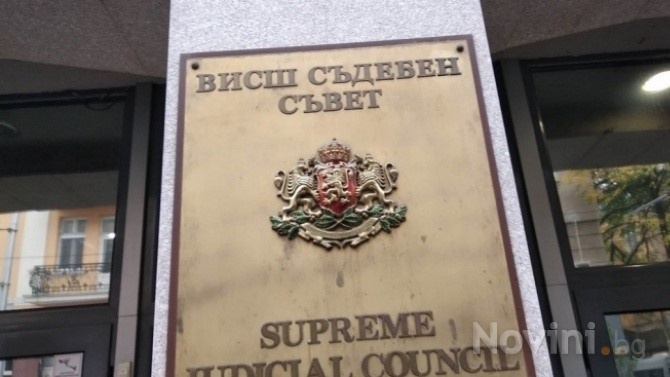 ВИСШ СЪДЕБЕН
СЪВЕТ
SUPREME
JUDICIAL COUNCIL
Novini.bg